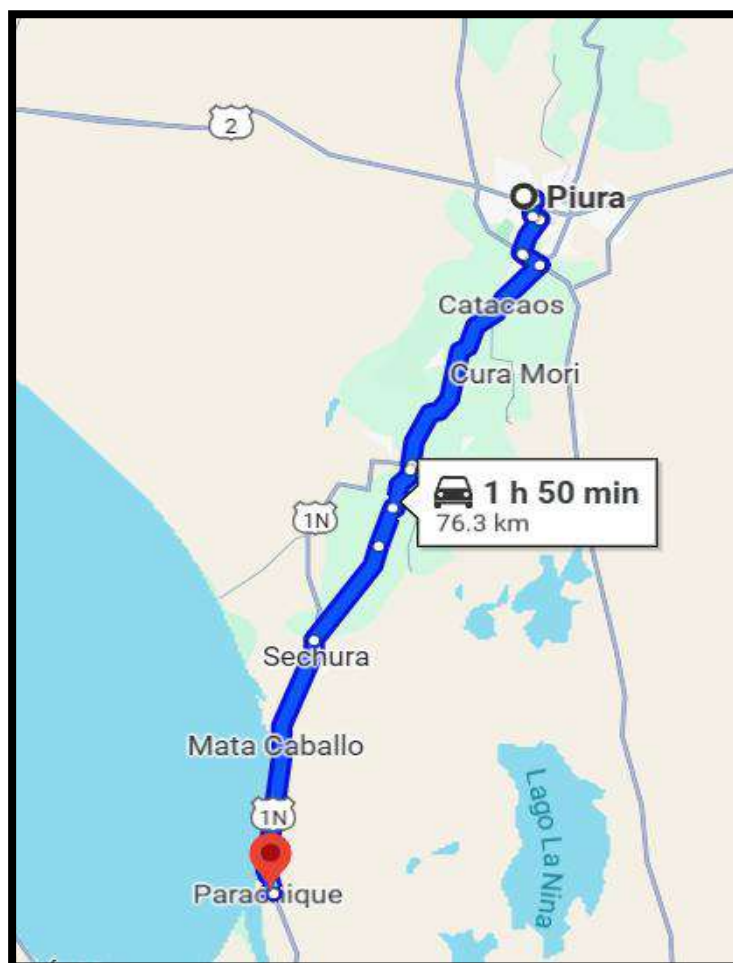 2
Piura
Catacaos
Cura Mori
1 h 50 min
76.3 km
1N
Sechura
Mata Caballo
1N
Parachique
Lago La Nina